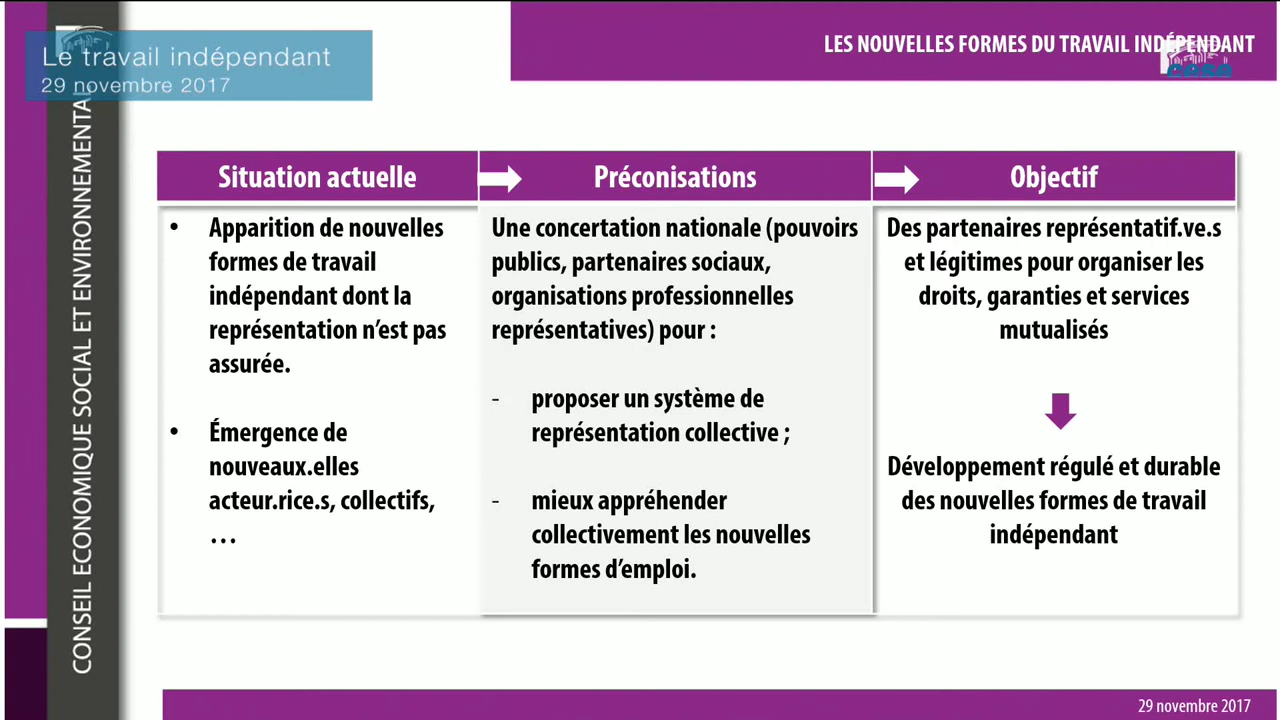 Le travail indépendant
29 novembre 2017
LES NOUVELLES FORMES DU TRAVAIL INDÉPENDANT
CONSEIL ECONOMIQUE SOCIAL ET ENVIRONNEMENTAL
Situation actuelle
Préconisations
Objectif
• Apparition de nouvelles
formes de travail
indépendant dont la
représentation n’est pas
assurée.
• Émergence de
nouveaux.elles
acteur.rice.s, collectifs,
…
Une concertation nationale (pouvoirs
publics, partenaires sociaux,
organisations professionnelles
représentatives) pour :
- proposer un système de
représentation collective ;
- mieux appréhender
collectivement les nouvelles
formes d’emploi.
Des partenaires représentatif.ve.s
et légitimes pour organiser les
droits, garanties et services
mutualisés
Développement régulé et durable
des nouvelles formes de travail
indépendant
29 novembre 2017